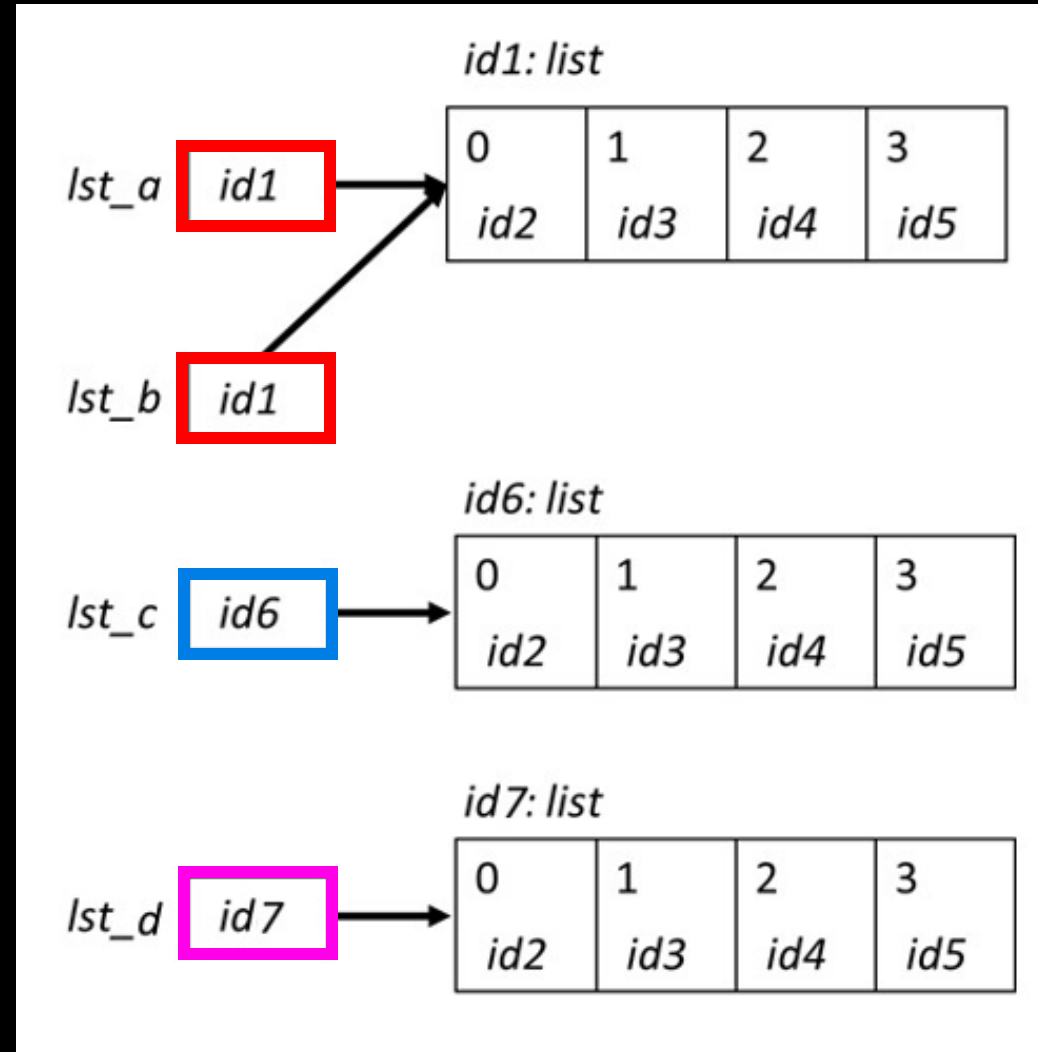 id1: list
0 1 2 3
lst_a id1 id2 id3 id4 id5
lst_b id1
id6: list
0 1 2 3
lst_c id6 id2 id3 id4 id5
id7: list
0 1 2 3
lst_d id7 id2 id3 id4 id5